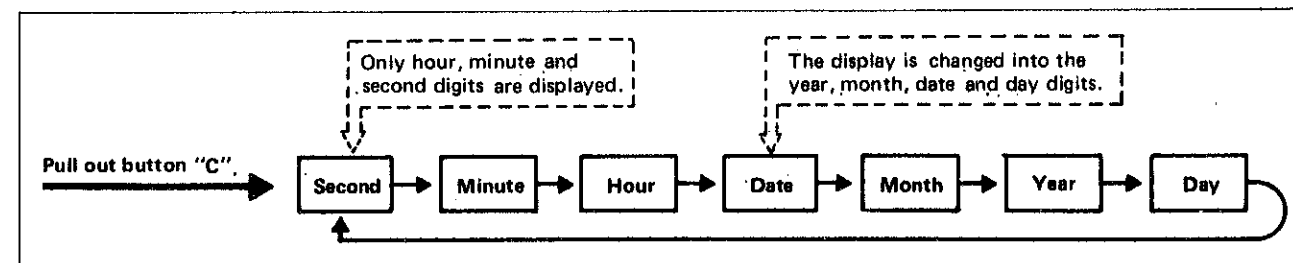 Only hour, minute and
second digits are displayed.
The display is changed into the
year, month, date and day digits.
Pull out button "C".
Second
Minute
Hour
Date
Month
Year
Day